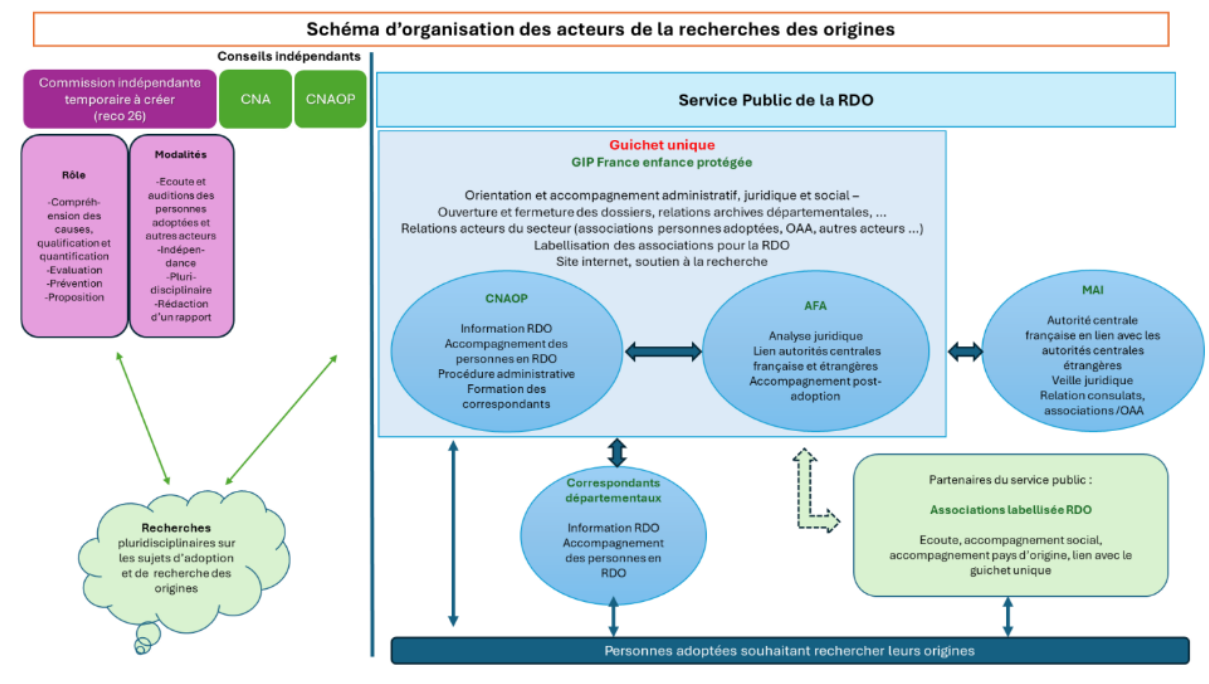 Schéma d'organisation des acteurs de la recherches des origines
Conseils indépendants
Commission indépendante
temporaire à créer
(reco 26)
CNA
CNAOP
Rôle
-Compréh-
ension des
causes,
qualification et
quantification
-Evaluation
-Prévention
-Proposition
Modalités
-Ecoute et
auditions des
personnes
adoptées et
autres acteurs
-Indépen-
dance
-Pluri-
disciplinaire
-Rédaction
d'un rapport
Recherches
pluridisciplinaires sur
les sujets d'adoption
et de recherche des
origines
Service Public de la RDO
Guichet unique
GIP France enfance protégée
Orientation et accompagnement administratif, juridique et social –
Ouverture et fermeture des dossiers, relations archives départementales, ...
Relations acteurs du secteur (associations personnes adoptées, OAA, autres acteurs ...)
Labellisation des associations pour la RDO
Site internet, soutien à la recherche
CNAOP
Information RDO
Accompagnement des
personnes en RDO
Procédure administrative
Formation des
correspondants
AFA
Analyse juridique
Lien autorités centrales
française et étrangères
Accompagnement post-
adoption
MAI
Autorité centrale
française en lien avec les
autorités centrales
étrangères
Veille juridique
Relation consulats,
associations /OAA
Correspondants
départementaux
Information RDO
Accompagnement
des personnes en
RDO
Partenaires du service public :
Associations labellisée RDO
Ecoute, accompagnement social,
accompagnement pays d'origine, lien avec le
guichet unique
Personnes adoptées souhaitant rechercher leurs origines